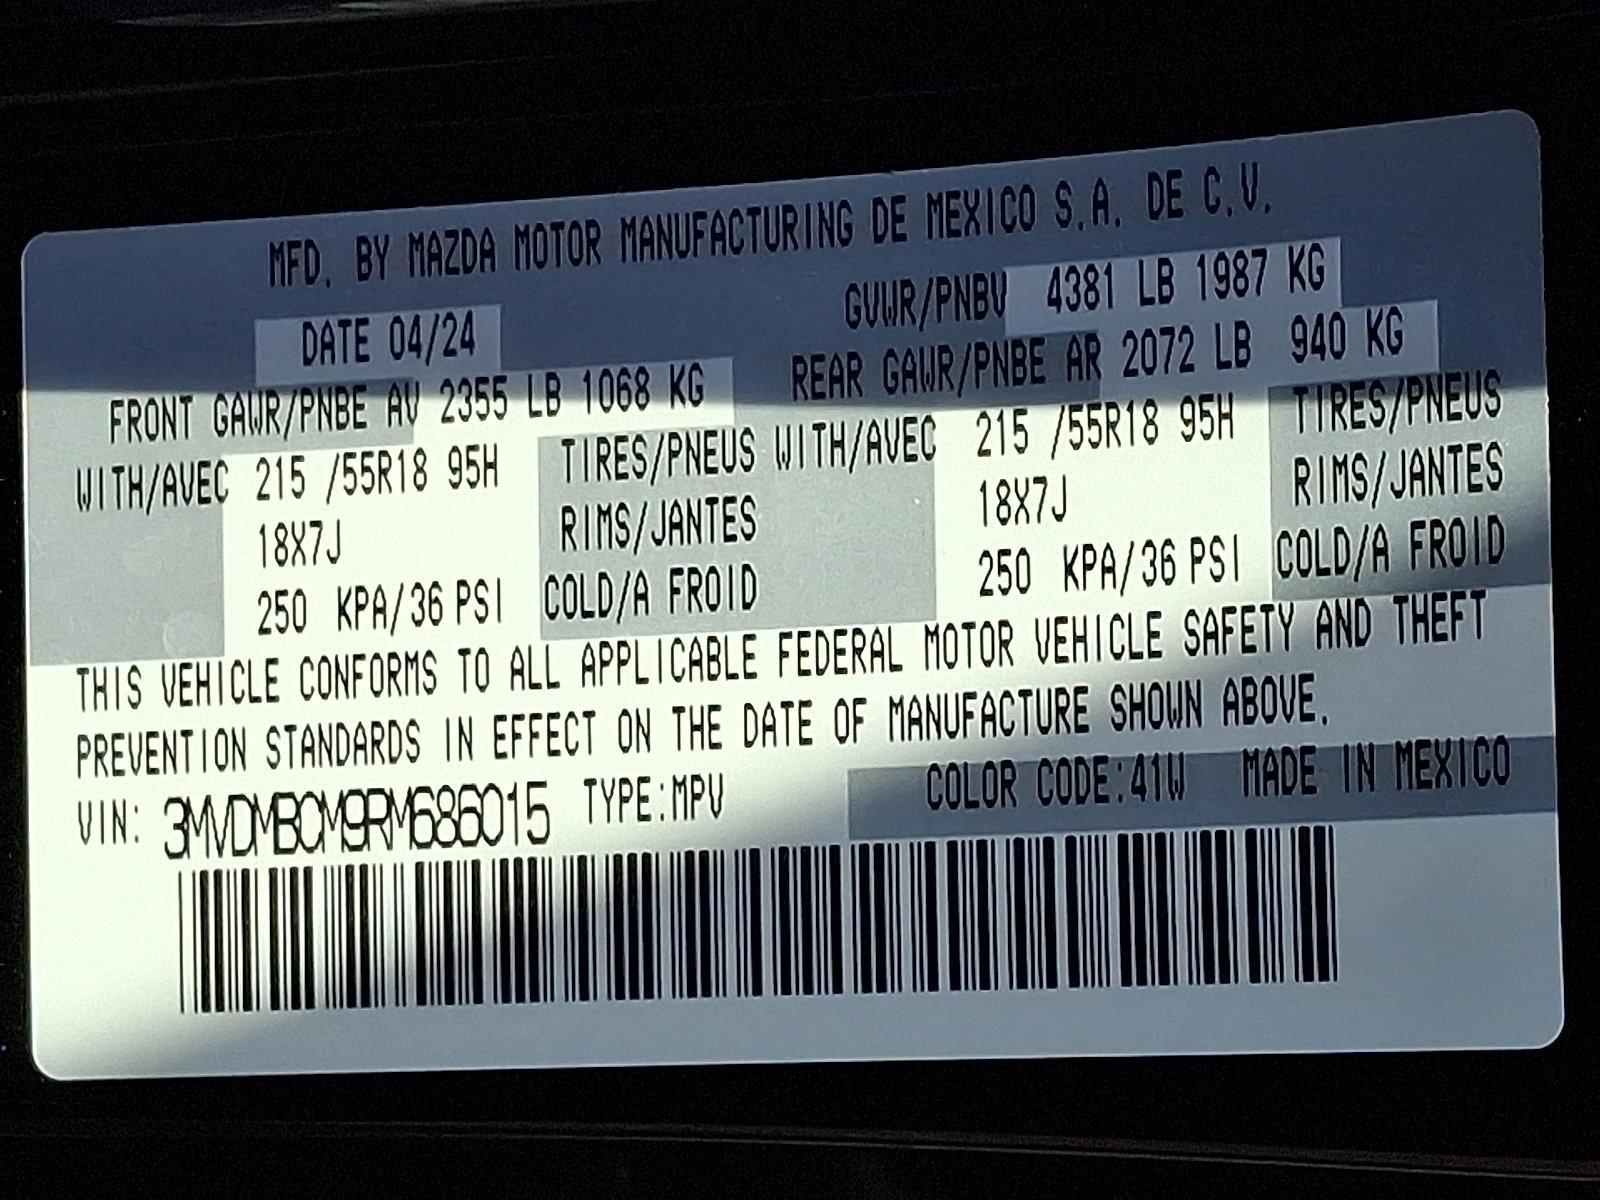 MFD. BY MAZDA MOTOR MANUFACTURING DE MEXICO S.A. DE C.V.
DATE 04/24 GVWR/PNBV 4381 LB 1987 KG
FRONT GAWR/PNBE AV 2355 LB 1068 KG REAR GAWR/PNBE AR 2072 LB 940 KG
WITH/AVEC 215 /55R18 95H TIRES/PNEUS WITH/AVEC 215 /55R18 95H TIRES/PNEUS
18X7J RIMS/JANTES 18X7J RIMS/JANTES
250 KPA/36 PSI COLD/A FROID 250 KPA/36 PSI COLD/A FROID
THIS VEHICLE CONFORMS TO ALL APPLICABLE FEDERAL MOTOR VEHICLE SAFETY AND THEFT
PREVENTION STANDARDS IN EFFECT ON THE DATE OF MANUFACTURE SHOWN ABOVE.
VIN: 3MVDMBCM9RM686015 TYPE:MPV COLOR CODE:41W MADE IN MEXICO